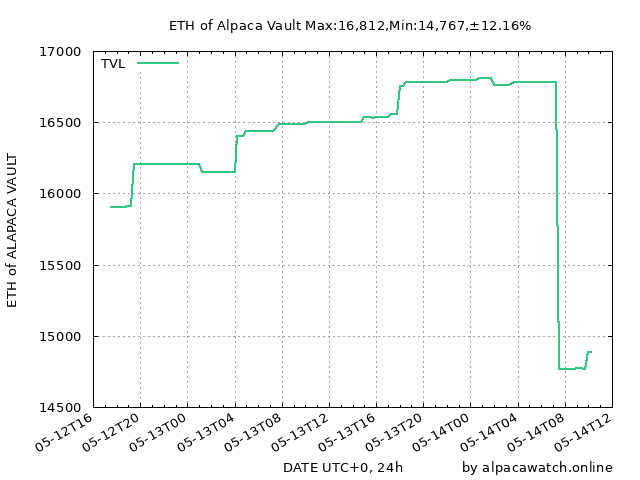 ETH of Alpaca Vault Max:16,812,Min:14,767,±12.16%
TVL
17000
16500
16000
15500
15000
14500
ETH of ALAPACA VAULT
05-12T16
05-12T20
05-13T00
05-13T04
05-13T08
05-13T12
05-13T16
05-13T20
05-14T00
05-14T04
05-14T08
05-14T12
DATE UTC+0, 24h
by alpacawatch.online